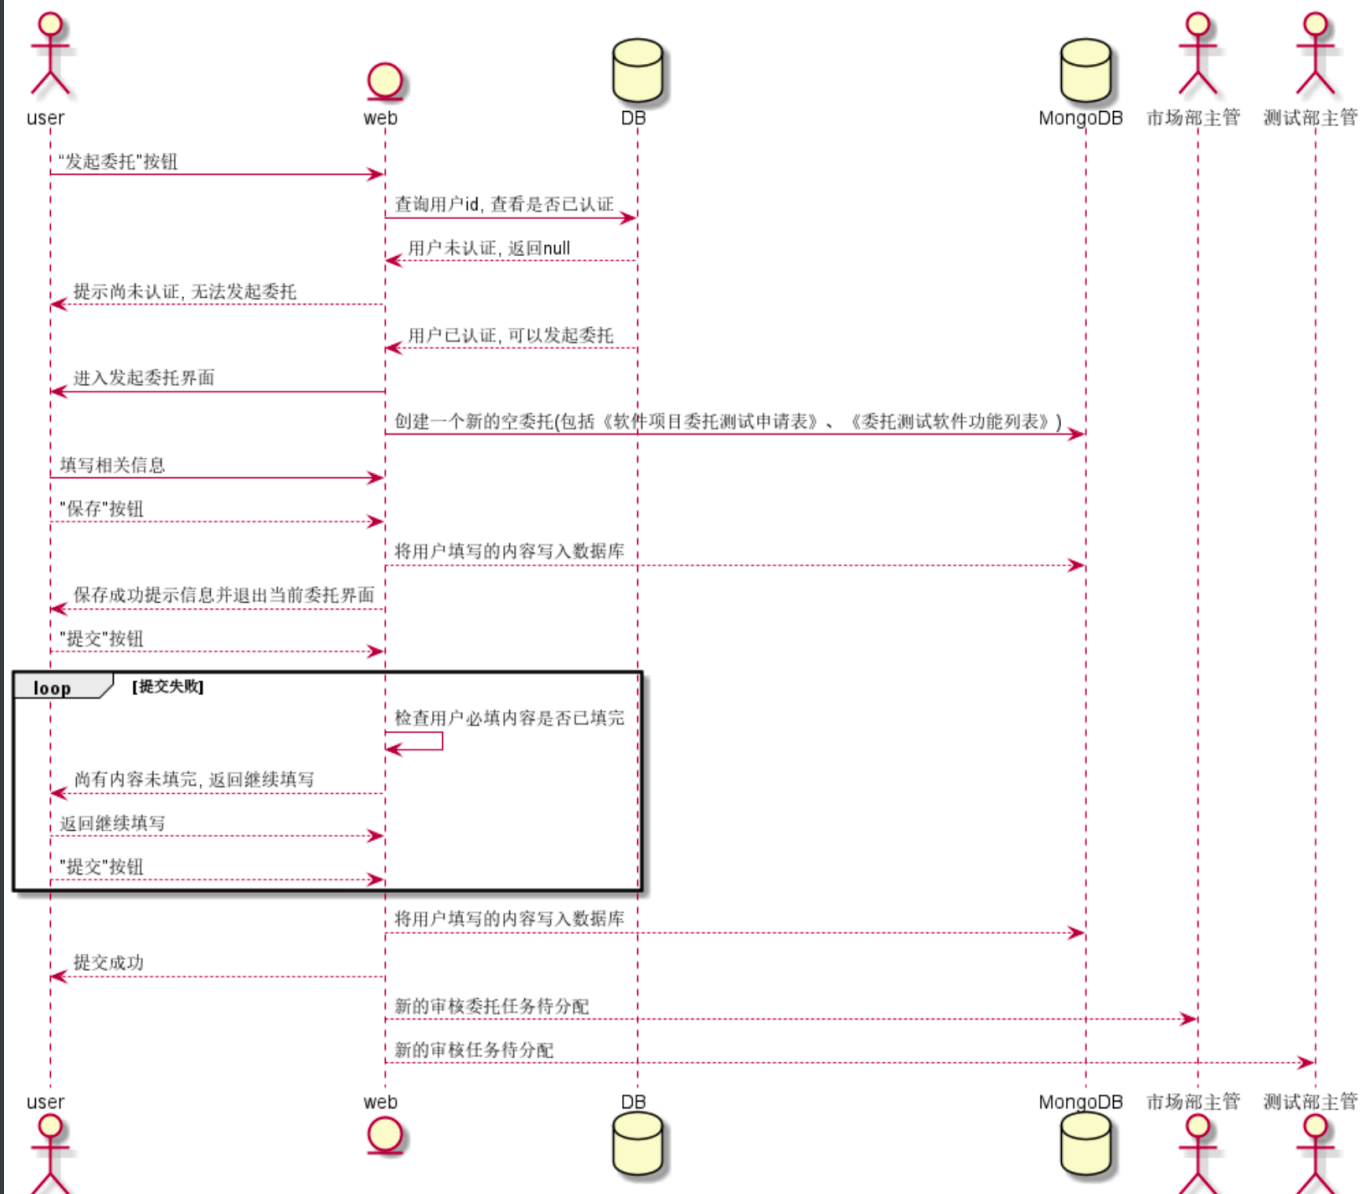 user
web
DB
MongoDB
市场部主管
测试部主管
“发起委托”按钮
查询用户id, 查看是否已认证
用户未认证, 返回null
提示尚未认证, 无法发起委托
用户已认证, 可以发起委托
进入发起委托界面
创建一个新的空委托(包括《软件项目委托测试申请表》、《委托测试软件功能列表》)
填写相关信息
"保存"按钮
将用户填写的内容写入数据库
保存成功提示信息并退出当前委托界面
"提交"按钮
loop
[提交失败]
检查用户必填内容是否已填完
尚有内容未填完, 返回继续填写
返回继续填写
"提交"按钮
将用户填写的内容写入数据库
提交成功
新的审核委托任务待分配
新的审核任务待分配
user
web
DB
MongoDB
市场部主管
测试部主管